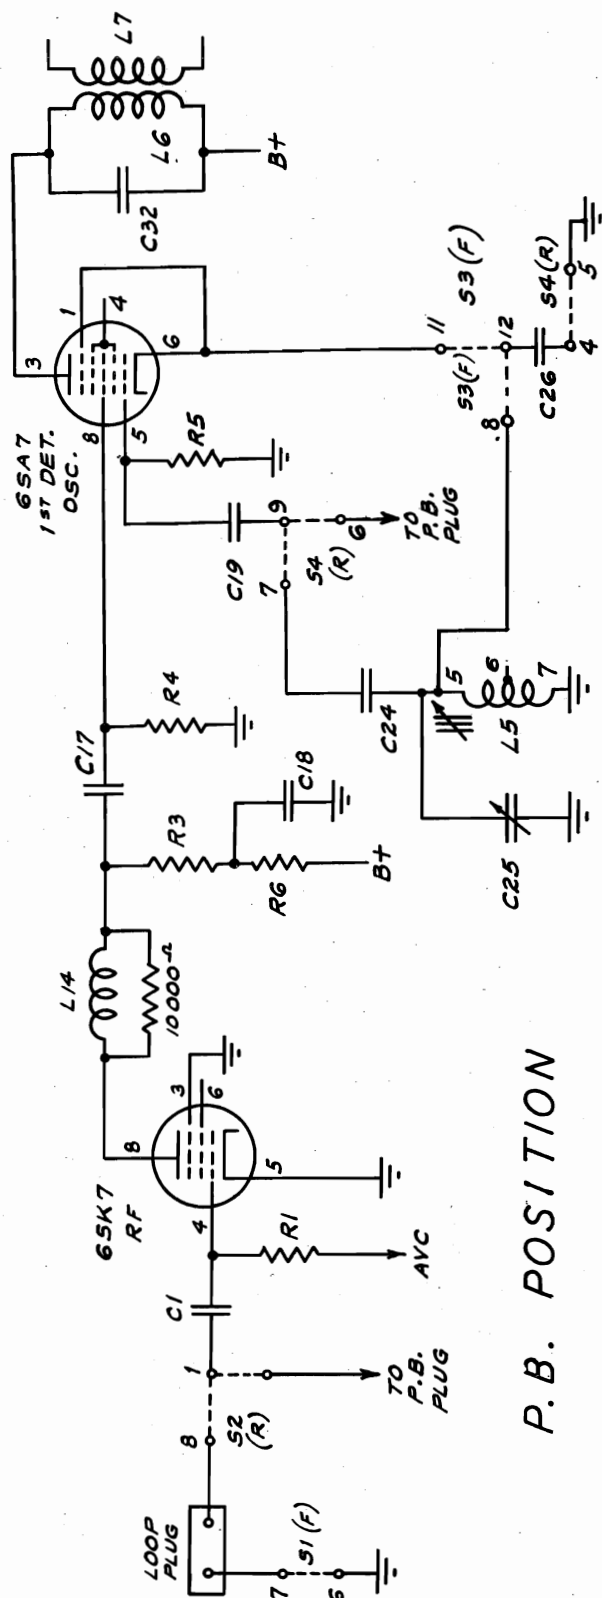 LOOP
PLUG
7
S1(F)
8
S2
(R)
1
TO
P.B.
PLUG
C1
R1
AVC
6SK7
RF
4
8
3
6
5
L14
10000Ω
R3
R6
B+
C18
C17
R4
6SA7
1ST DET.
OSC.
3
8
5
1
4
6
R5
C19
9
7
S4
(R)
6
TO
P.B.
PLUG
C24
C25
5
6
7
L5
C32
L6
L7
B+
11
S3(F)
S3(F)
12
8
C26
4
S4(R)
5
P.B. POSITION